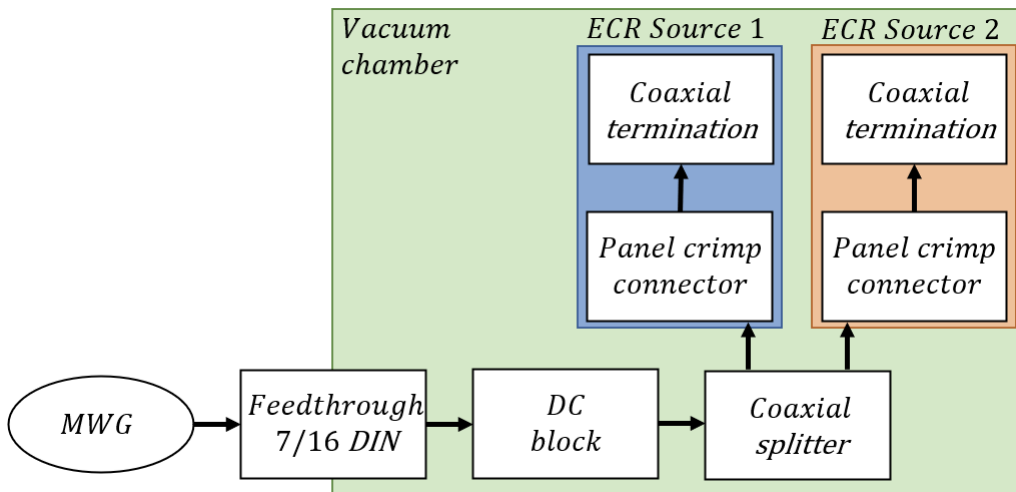 Vacuum
chamber
ECR Source 1
ECR Source 2
Coaxial
termination
Coaxial
termination
Panel crimp
connector
Panel crimp
connector
MWG
Feedthrough
7/16 DIN
DC
block
Coaxial
splitter